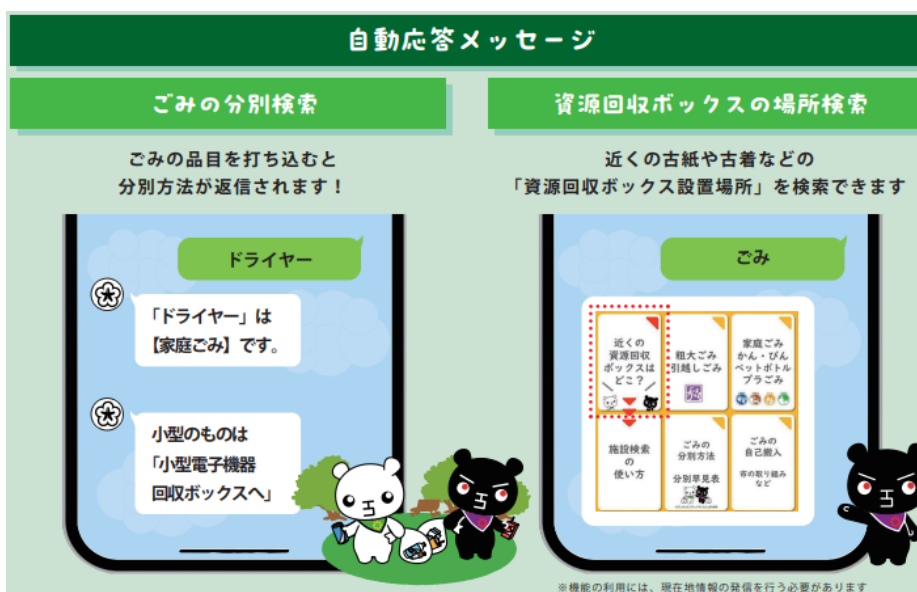 自動応答メッセージ
ごみの分別検索
ごみの品目を打ち込むと
分別方法が返信されます！
ドライヤー
「ドライヤー」は
【家庭ごみ】です。
小型のものは
「小型電子機器
回収ボックスへ」
資源回収ボックスの場所検索
近くの古紙や古着などの
「資源回収ボックス設置場所」を検索できます
ごみ
近くの
資源回収
ボックスは
どこ？
粗大ごみ
引越しごみ
家庭ごみ
かん・びん
ペットボトル
プラごみ
施設検索
の
使い方
ごみの
分別方法
分別早見表
ごみの
自己搬入
市の取り組み
など
※機能の利用には、現在地情報の発信を行う必要があります